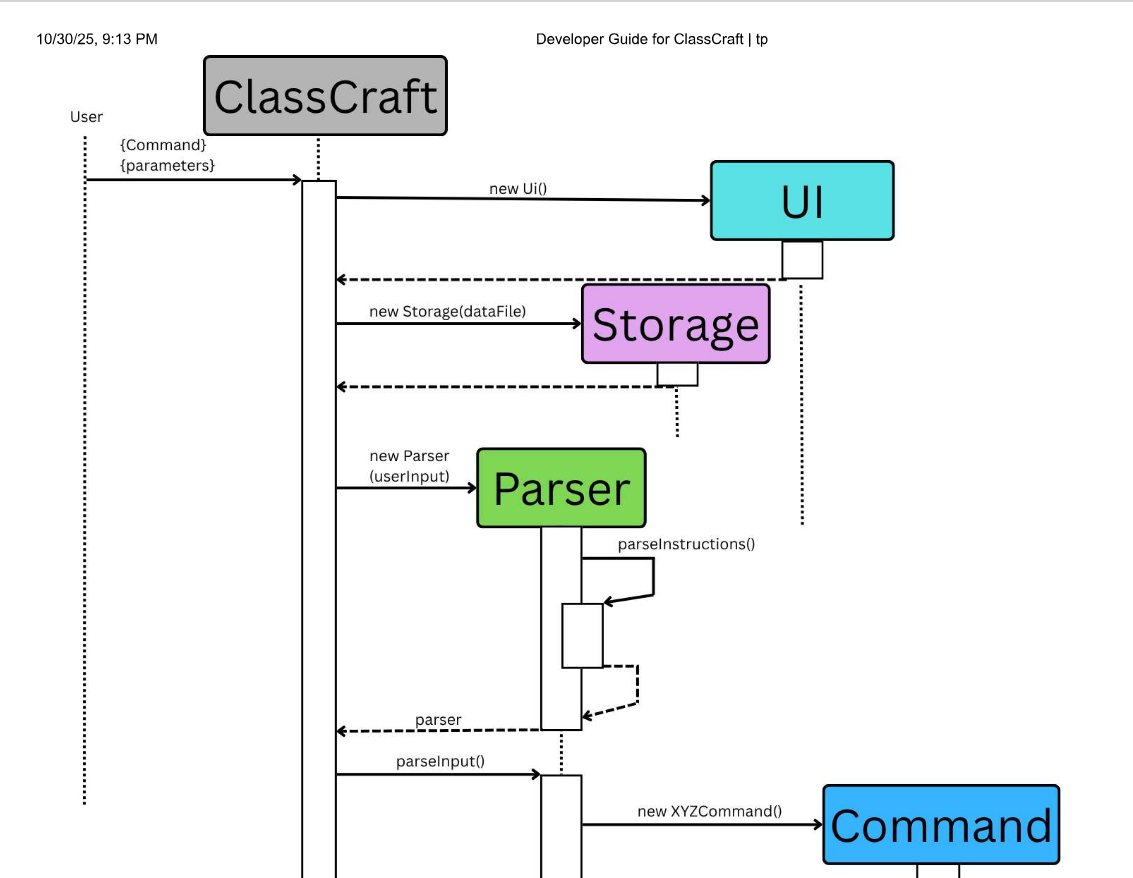 10/30/25, 9:13 PM
Developer Guide for ClassCraft | tp
ClassCraft
User
{Command}
{parameters}
new Ui()
UI
new Storage(dataFile)
Storage
new Parser
(userInput)
Parser
parseInstructions()
parser
parseInput()
new XYZCommand()
Command